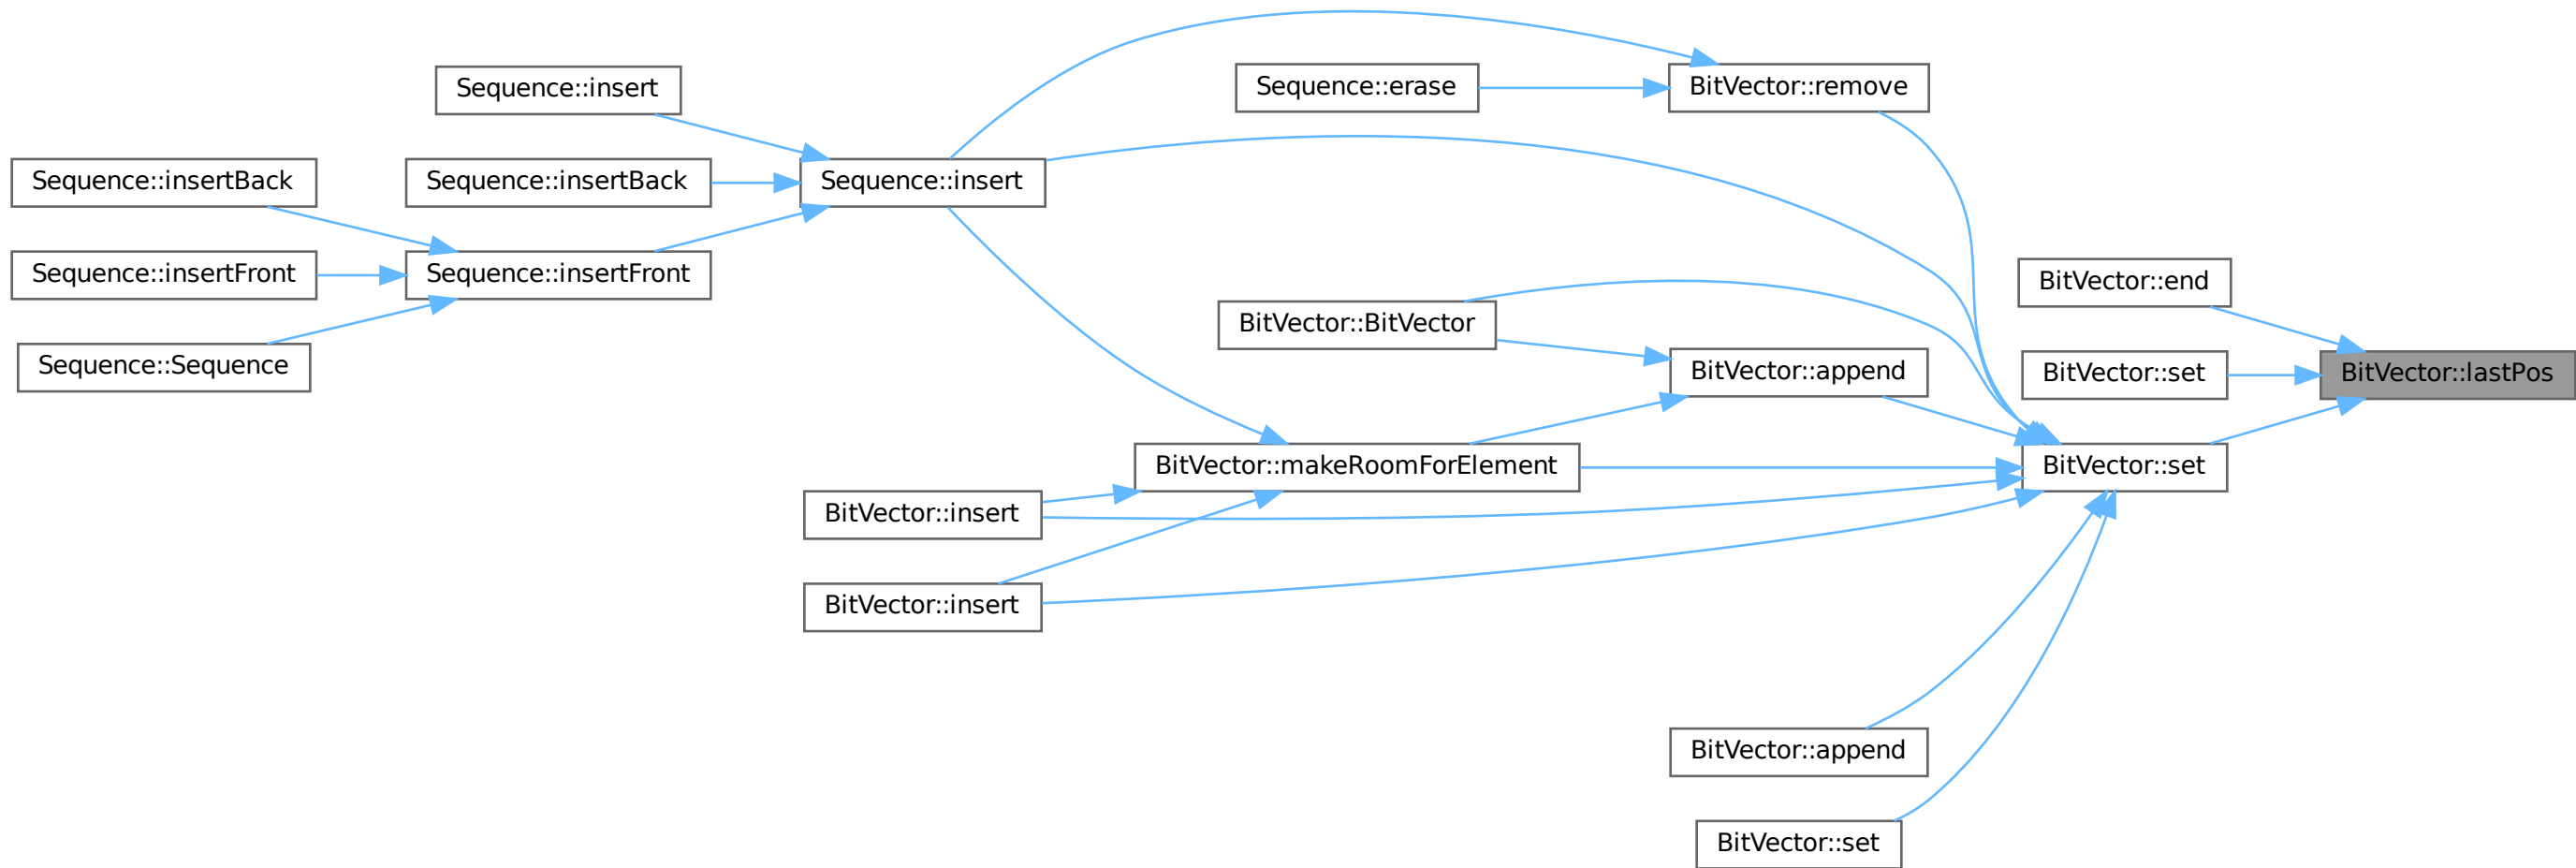 Sequence::insert
Sequence::erase
BitVector::remove
Sequence::insertBack
Sequence::insertBack
Sequence::insert
Sequence::insertFront
Sequence::insertFront
BitVector::end
BitVector::BitVector
Sequence::Sequence
BitVector::append
BitVector::set
BitVector::lastPos
BitVector::makeRoomForElement
BitVector::set
BitVector::insert
BitVector::insert
BitVector::append
BitVector::set